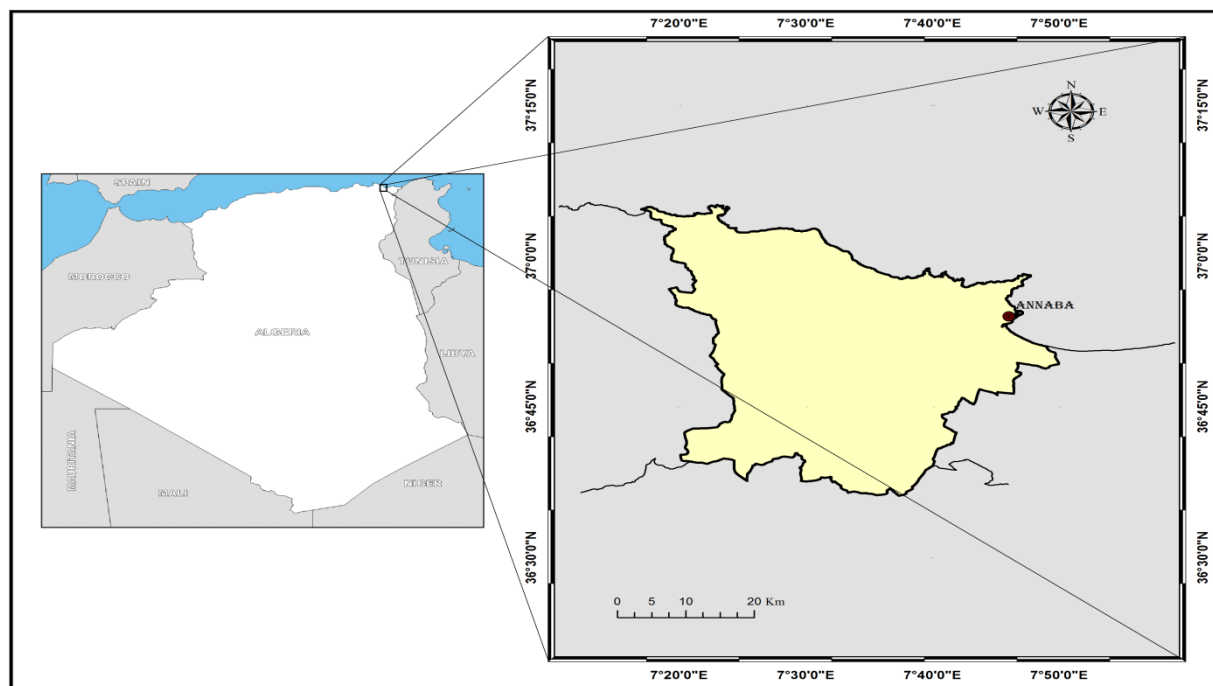 7°20'0"E 7°30'0"E 7°40'0"E 7°50'0"E
37°15'0"N
37°0'0"N
36°45'0"N
36°30'0"N
N
W E
S
ANNABA
0 5 10 20 Km
7°20'0"E 7°30'0"E 7°40'0"E 7°50'0"E
37°15'0"N
37°0'0"N
36°45'0"N
36°30'0"N
SPAIN
MOROCCO
TUNISIA
ALGERIA
LIBYA
MAURITANIA
MALI
NIGER